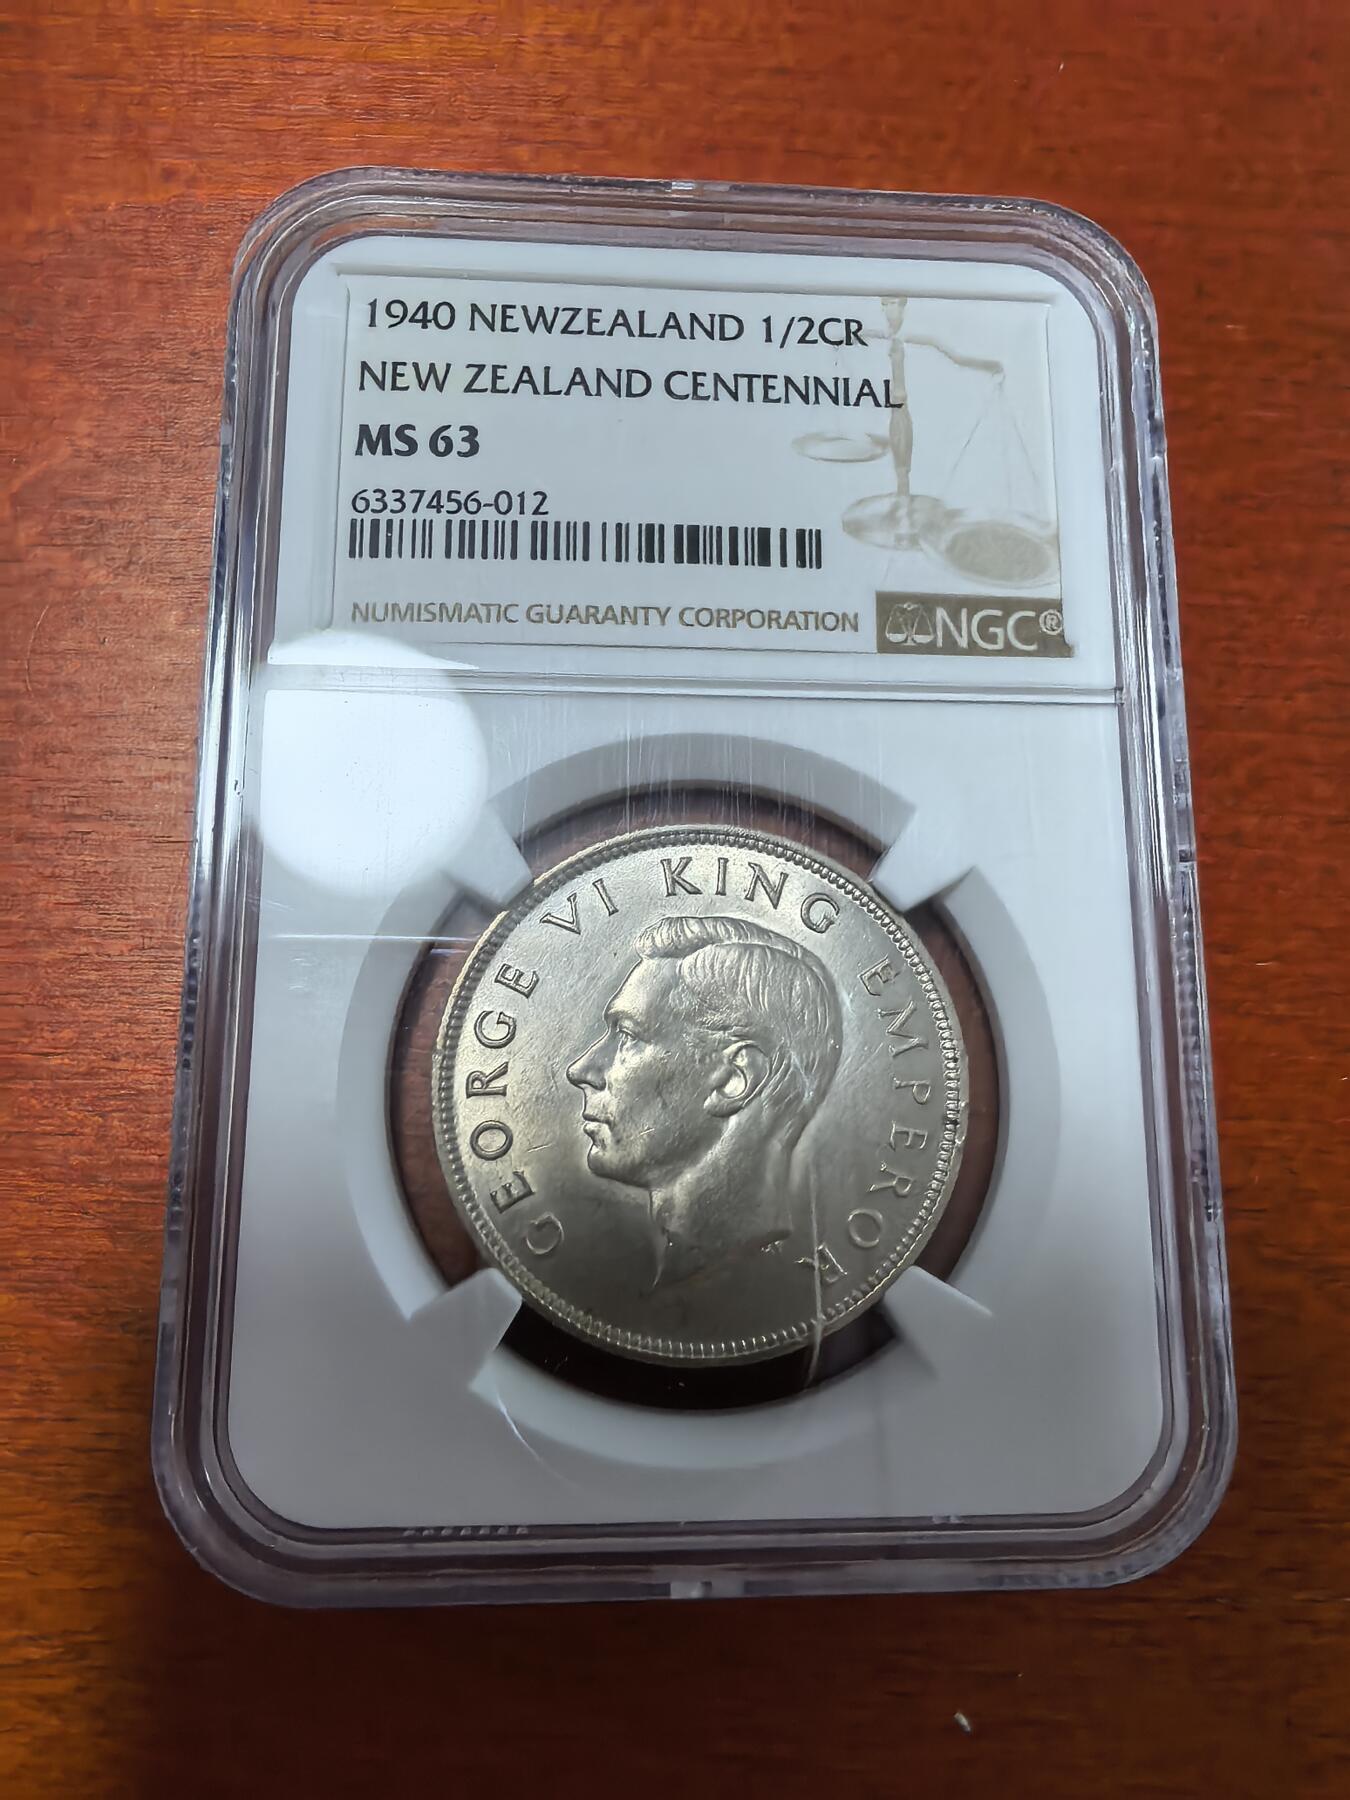 1940 NEWZEALAND 1/2CR
NEW ZEALAND CENTENNIAL
MS 63
6337456-012
NUMISMATIC GUARANTY CORPORATION
NGC®
GEORGE VI KING EMPEROR